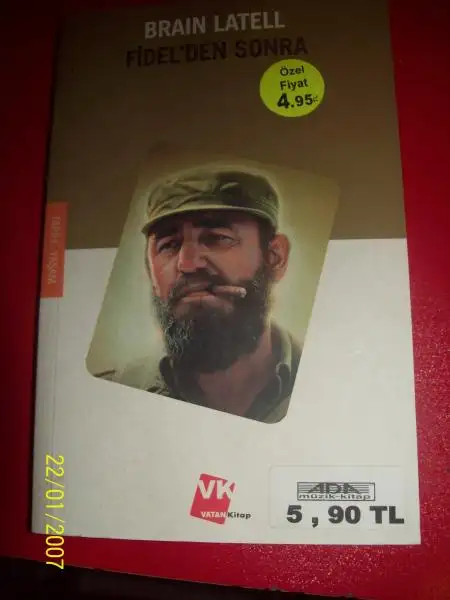 BRAIN LATELL
FİDEL'DEN SONRA
Özel
Fiyat
4.95
VK
VATAN Kitap
ADA
müzik-kitap
5,90 TL
22/01/2007